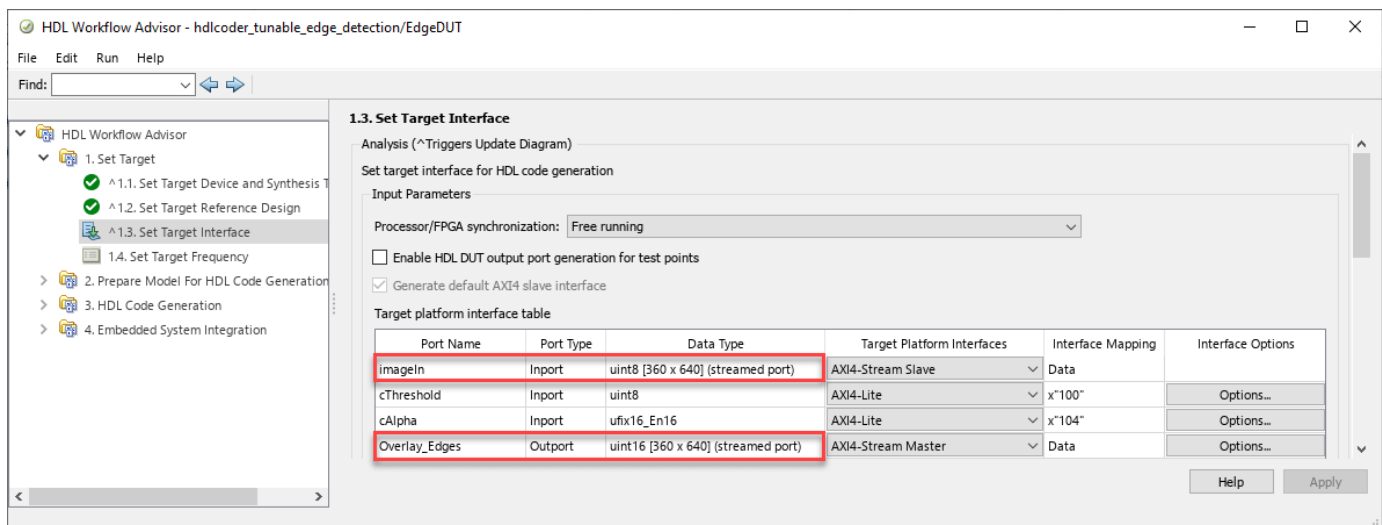 HDL Workflow Advisor - hdlcoder_tunable_edge_detection/EdgeDUT
File Edit Run Help
Find:
HDL Workflow Advisor
1. Set Target
^1.1. Set Target Device and Synthesis T
^1.2. Set Target Reference Design
^1.3. Set Target Interface
1.4. Set Target Frequency
2. Prepare Model For HDL Code Generation
3. HDL Code Generation
4. Embedded System Integration
1.3. Set Target Interface
Analysis (^Triggers Update Diagram)
Set target interface for HDL code generation
Input Parameters
Processor/FPGA synchronization: Free running
Enable HDL DUT output port generation for test points
Generate default AXI4 slave interface
Target platform interface table
Port Name Port Type Data Type Target Platform Interfaces Interface Mapping Interface Options
imageIn Inport uint8 [360 x 640] (streamed port) AXI4-Stream Slave Data
cThreshold Inport uint8 AXI4-Lite x"100" Options...
cAlpha Inport ufix16_En16 AXI4-Lite x"104" Options...
Overlay_Edges Outport uint16 [360 x 640] (streamed port) AXI4-Stream Master Data Options...
Help Apply